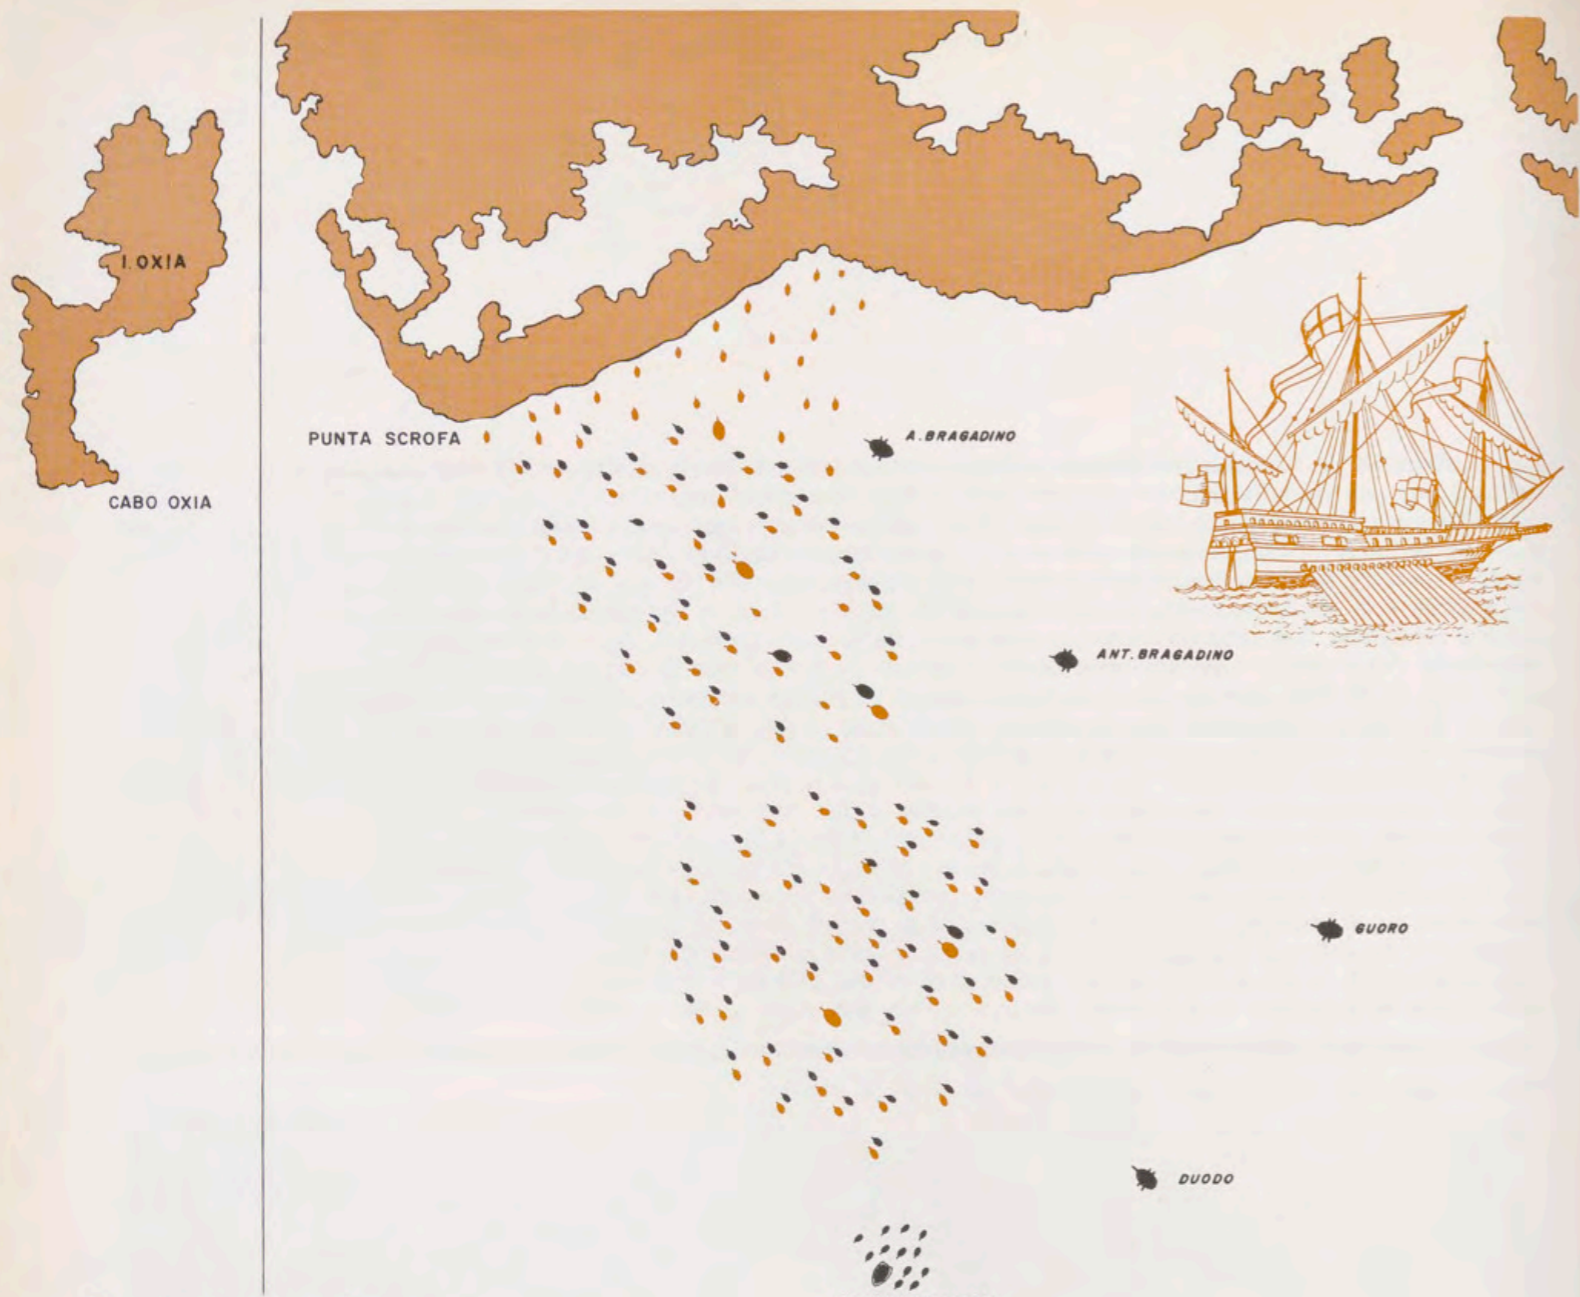 I. OXIA
PUNTA SCROFA
A. BRAGADINO
CABO OXIA
ANT. BRAGADINO
GUORO
DUODO